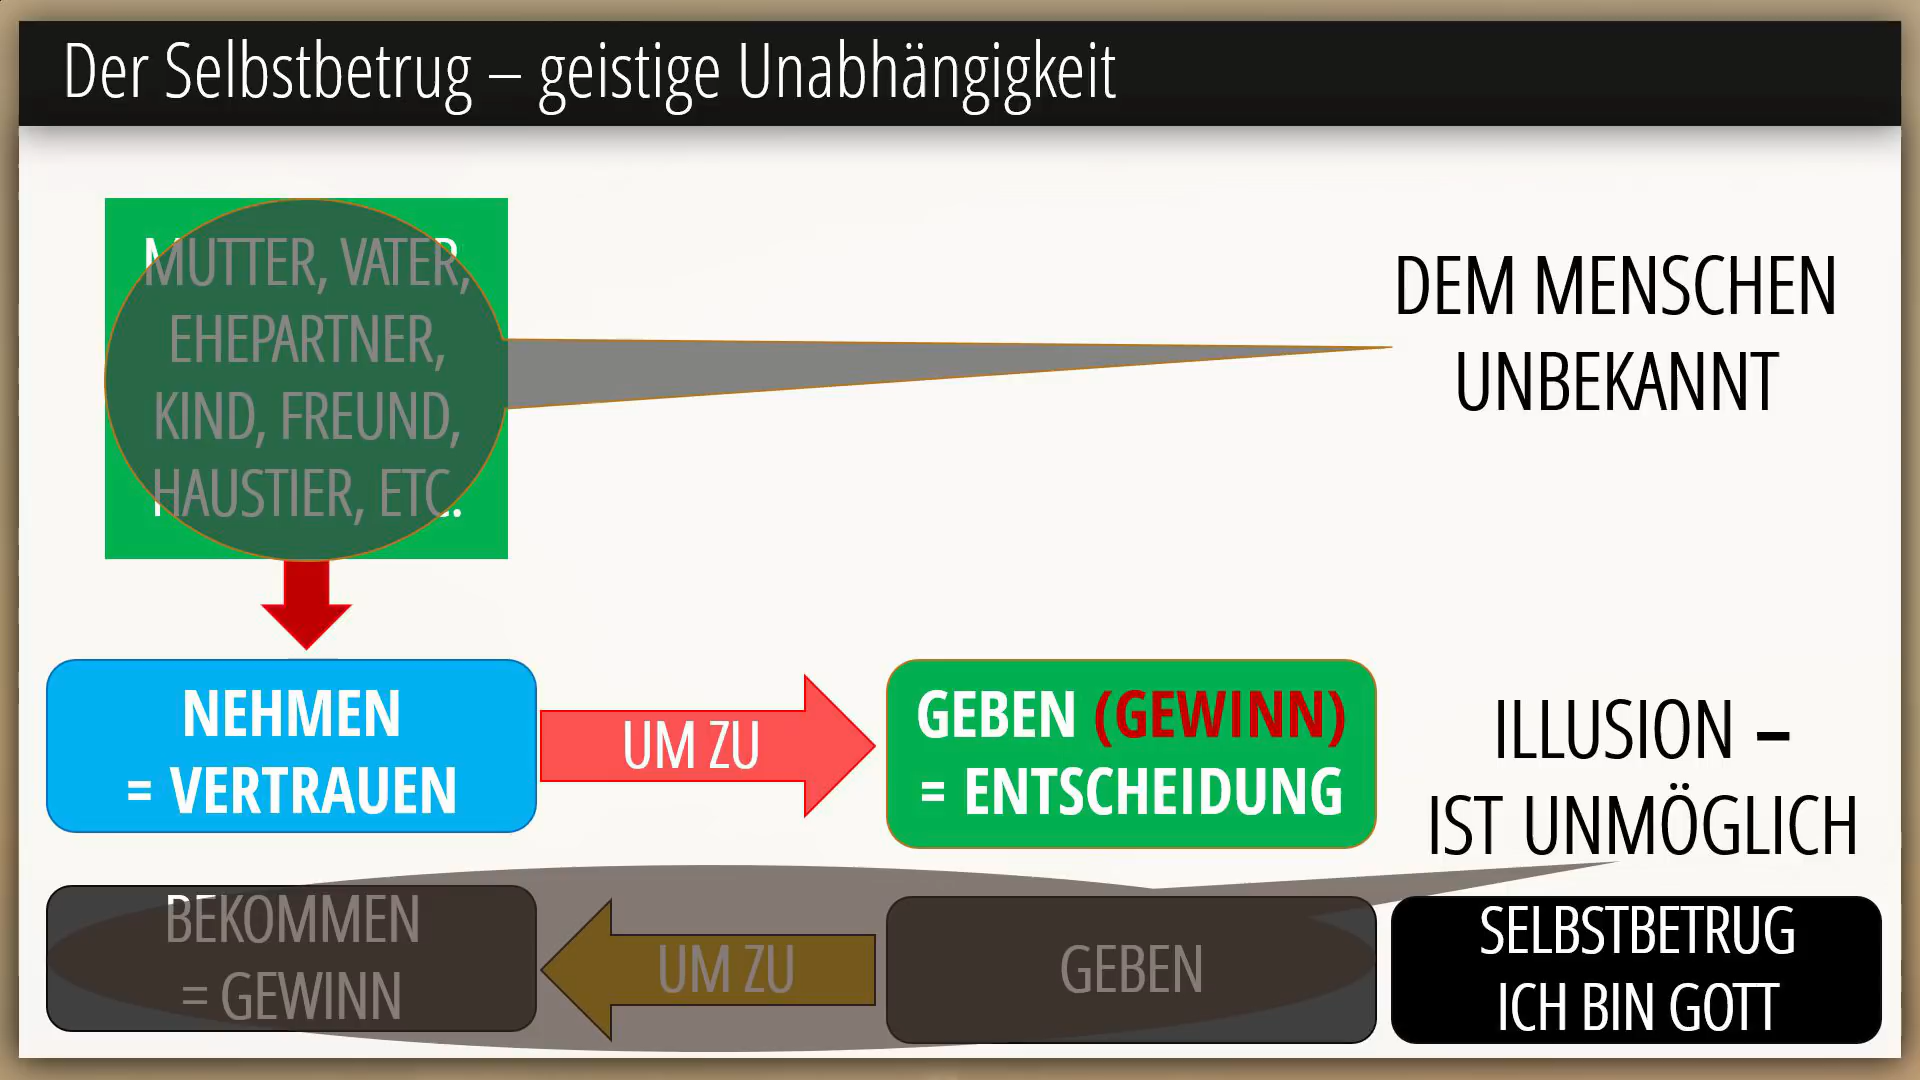 Der Selbstbetrug – geistige Unabhängigkeit
MUTTER, VATER,
EHEPARTNER,
KIND, FREUND,
HAUSTIER, ETC.
DEM MENSCHEN
UNBEKANNT
NEHMEN
= VERTRAUEN
UM ZU
GEBEN (GEWINN)
= ENTSCHEIDUNG
ILLUSION –
IST UNMÖGLICH
BEKOMMEN
= GEWINN
UM ZU
GEBEN
SELBSTBETRUG
ICH BIN GOTT